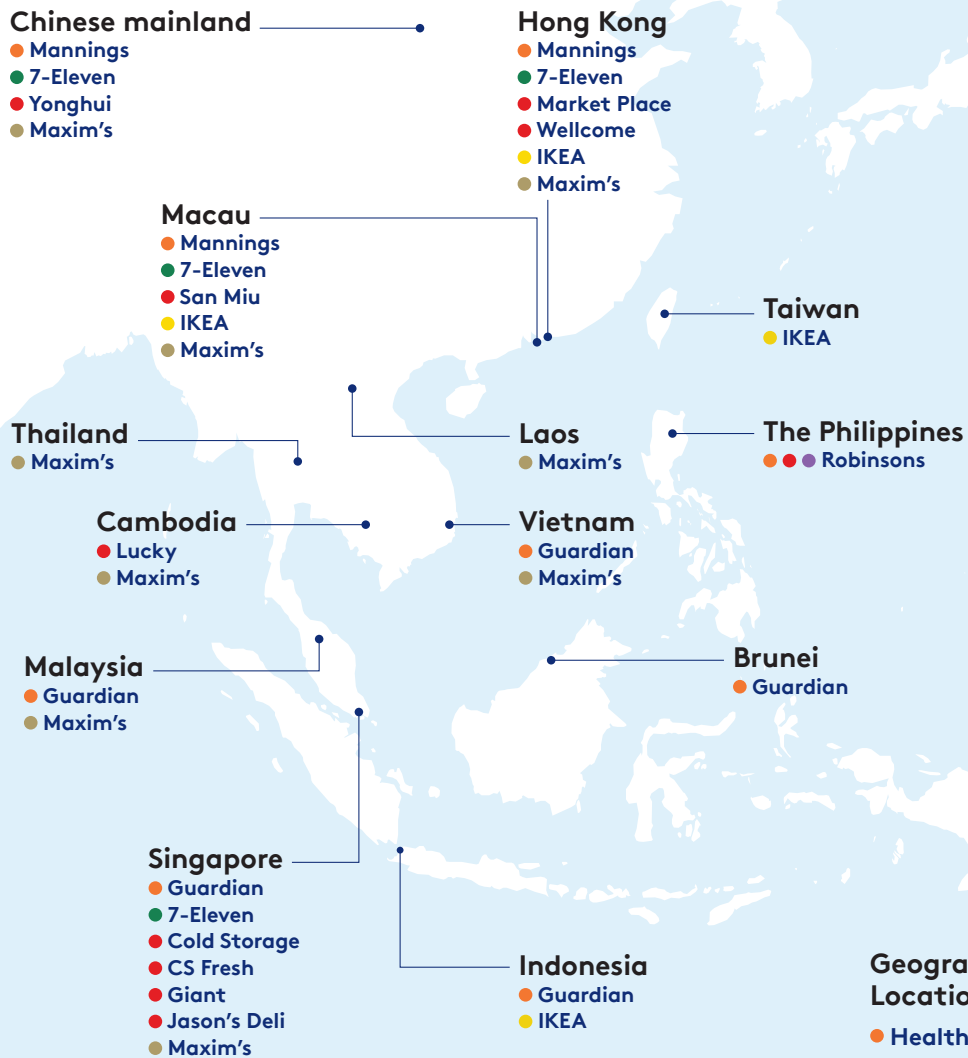 Chinese mainland
Mannings
7-Eleven
Yonghui
Maxim's
Hong Kong
Mannings
7-Eleven
Market Place
Wellcome
IKEA
Maxim's
Macau
Mannings
7-Eleven
San Miu
IKEA
Maxim's
Taiwan
IKEA
Thailand
Maxim's
Laos
Maxim's
The Philippines
Robinsons
Cambodia
Lucky
Maxim's
Vietnam
Guardian
Maxim's
Malaysia
Guardian
Maxim's
Brunei
Guardian
Singapore
Guardian
7-Eleven
Cold Storage
CS Fresh
Giant
Jason's Deli
Maxim's
Indonesia
Guardian
IKEA
Geogra
Locatio
Health